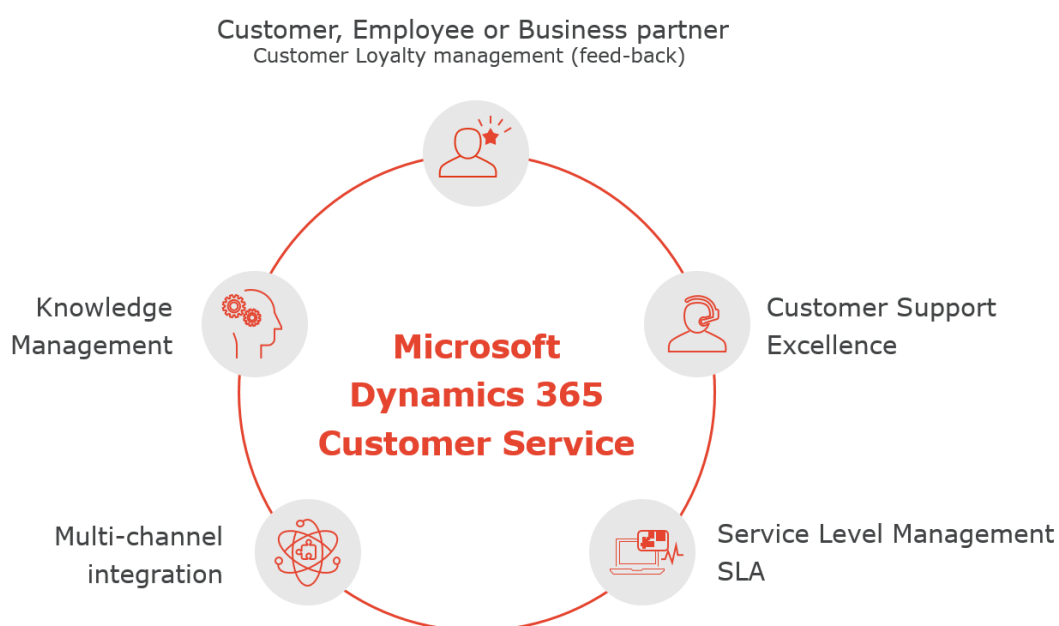 Customer, Employee or Business partner
Customer Loyalty management (feed-back)
Knowledge
Management
Customer Support
Excellence
Microsoft
Dynamics 365
Customer Service
Multi-channel
integration
Service Level Management
SLA